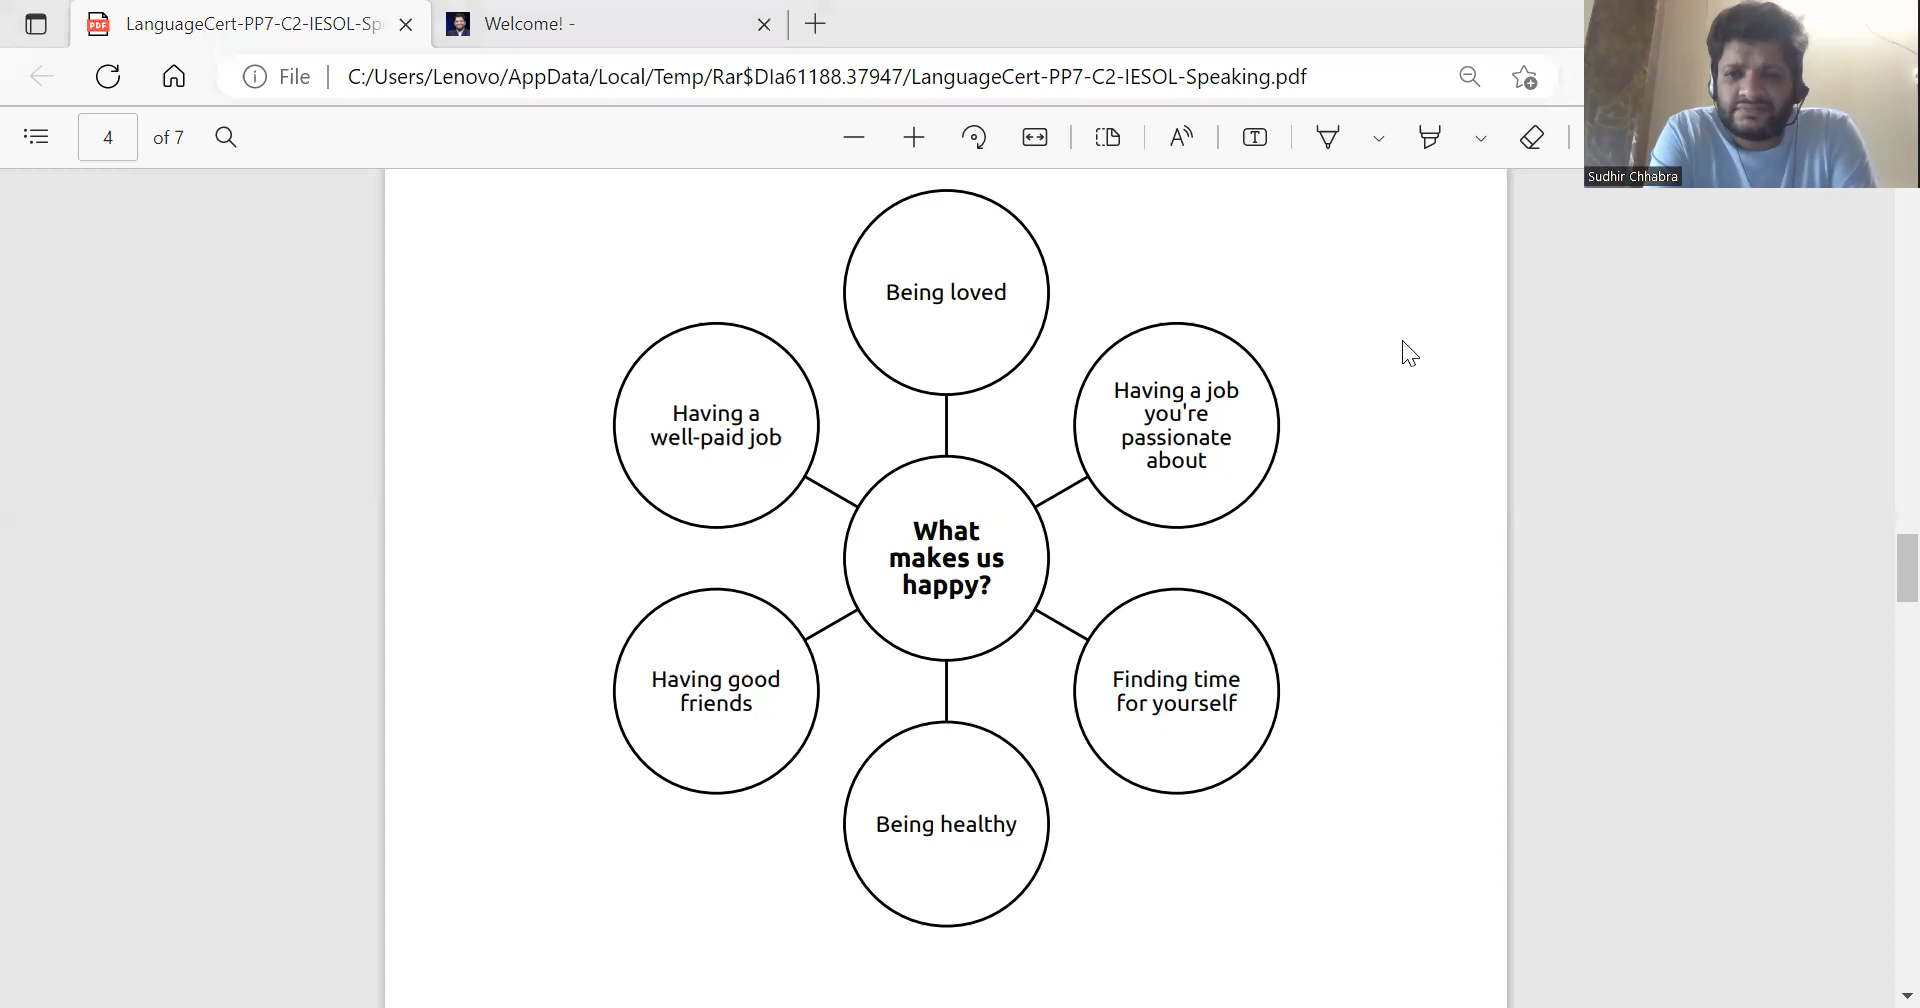 LanguageCert-PP7-C2-IESOL-Sp
Welcome! -
File
C:/Users/Lenovo/AppData/Local/Temp/Rar$DIa61188.37947/LanguageCert-PP7-C2-IESOL-Speaking.pdf
4
of 7
Sudhir Chhabra
Being loved
Having a
well-paid job
Having a job
you're
passionate
about
What
makes us
happy?
Having good
friends
Finding time
for yourself
Being healthy